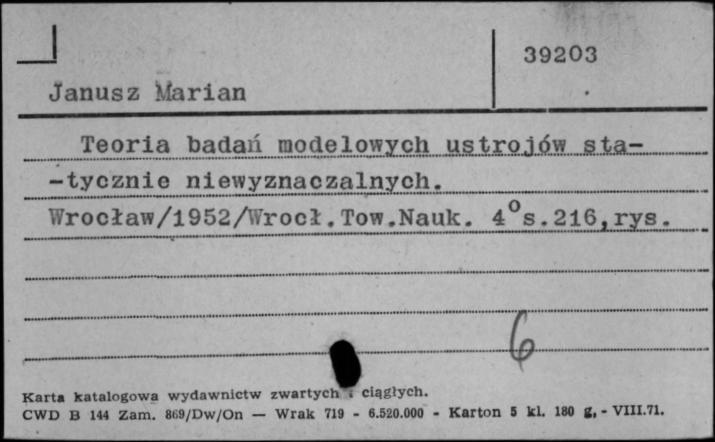 39203
Janusz Marian
Teoria badań modelowych ustrojów sta-
-tycznie niewyznaczalnych.
Wrocław/1952/Wrocł.Tow.Nauk. 4°s.216,rys.
6
Karta katalogowa wydawnictw zwartych i ciągłych.
CWD B 144 Zam. 869/Dw/On — Wrak 719 - 6.520.000 - Karton 5 kl. 180 g, - VIII.71.